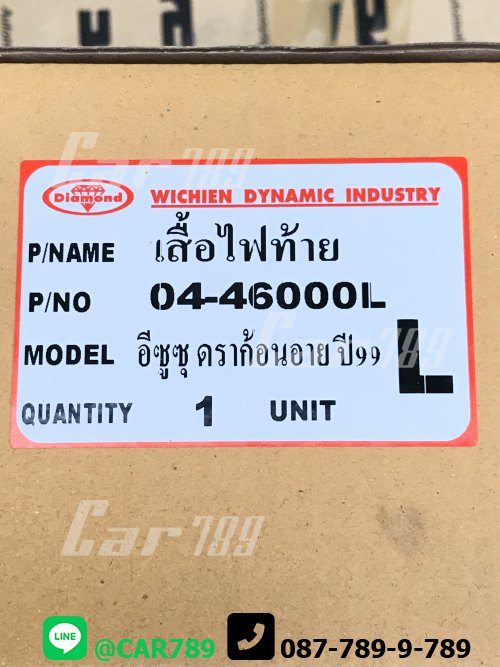 Car789
Diamond WICHIEN DYNAMIC INDUSTRY
P/NAME เสื้อไฟท้าย
P/NO 04-46000L
Car789
MODEL อีซูซุ ดราก้อนอาย ปี99 L
QUANTITY 1 UNIT
Car789
LINE @CAR789 087-789-9-789